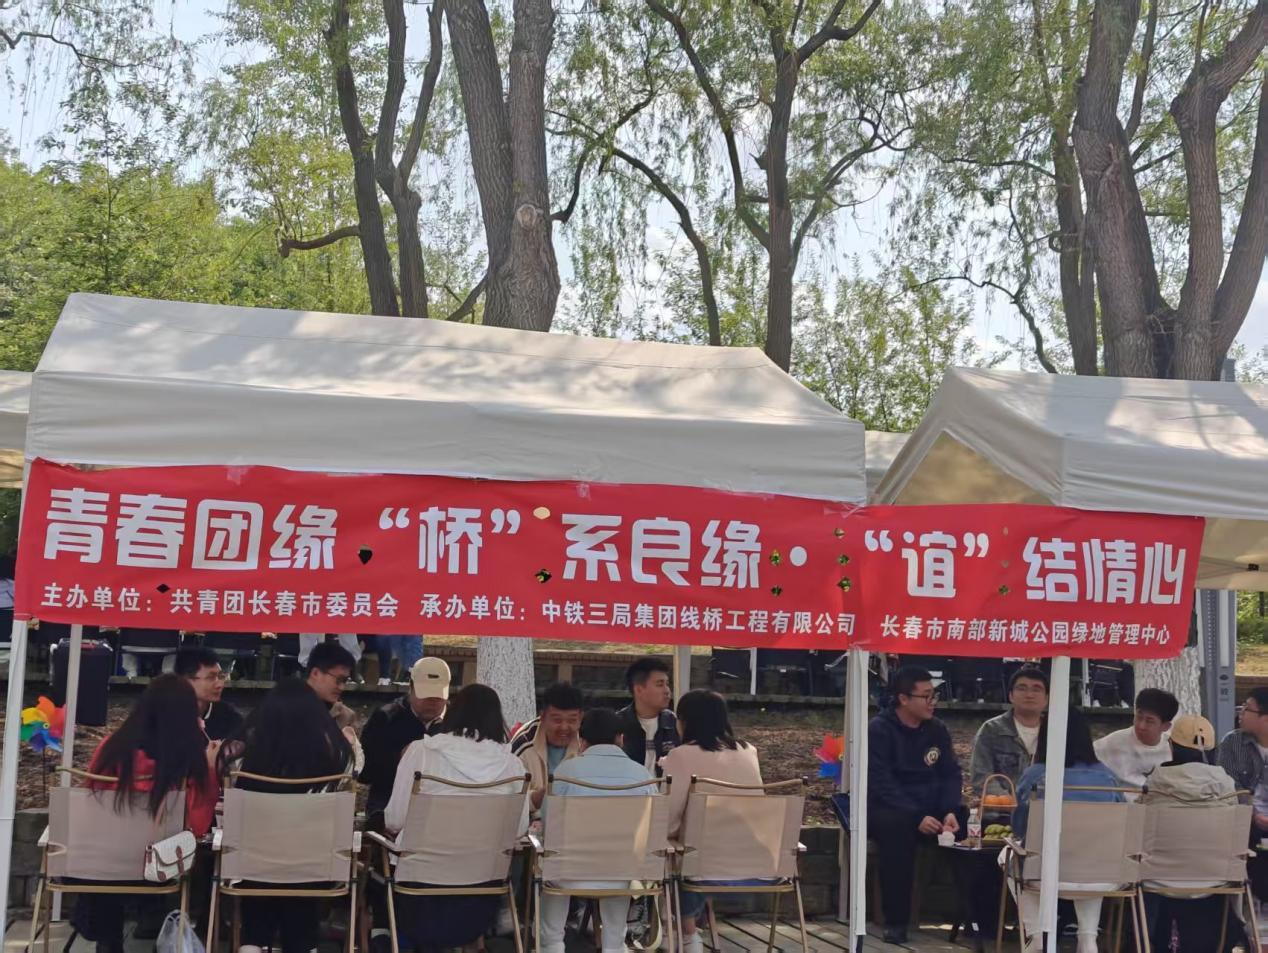 青春团缘“桥”系良缘·“谊”结情心
主办单位：共青团长春市委员会 承办单位：中铁三局集团线桥工程有限公司 长春市南部新城公园绿地管理中心